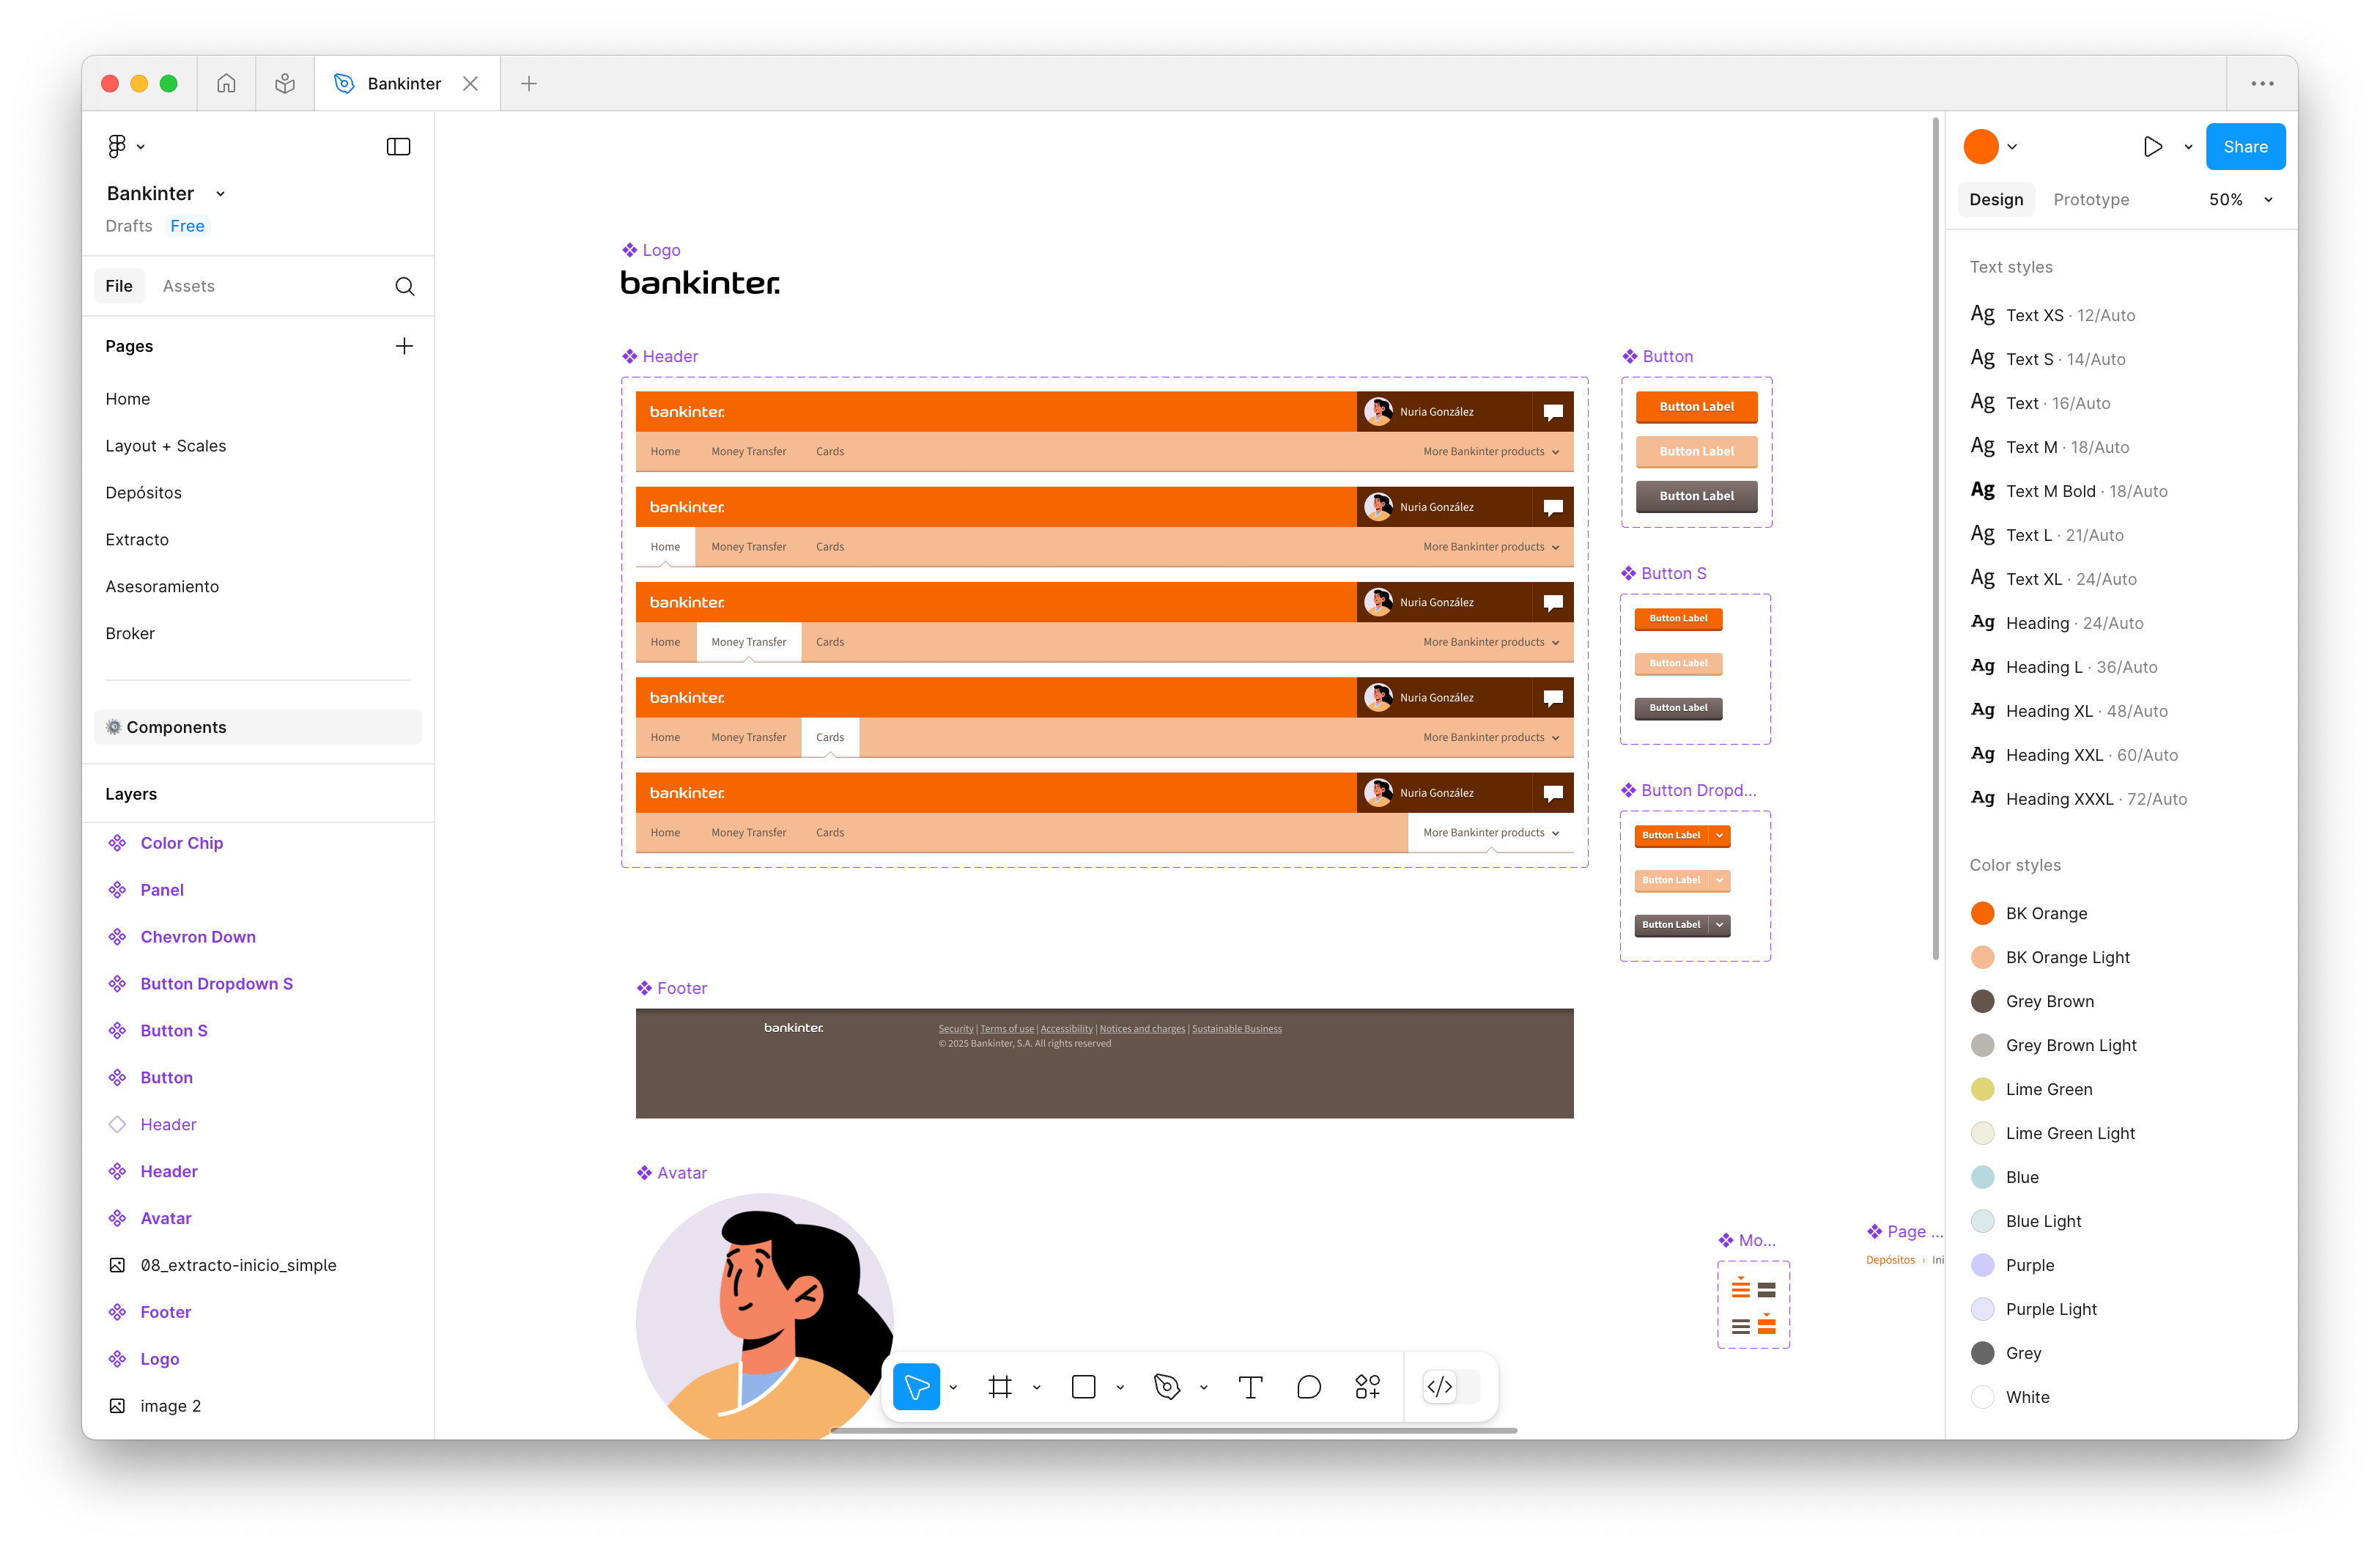 Bankinter
Bankinter
Drafts Free
File Assets
Pages
Home
Layout + Scales
Depósitos
Extracto
Asesoramiento
Broker
Components
Layers
Color Chip
Panel
Chevron Down
Button Dropdown S
Button S
Button
Header
Header
Avatar
08_extracto-inicio_simple
Footer
Logo
image 2
Logo
bankinter.
Header
bankinter. Nuria González
Home Money Transfer Cards More Bankinter products
bankinter. Nuria González
Home Money Transfer Cards More Bankinter products
bankinter. Nuria González
Home Money Transfer Cards More Bankinter products
bankinter. Nuria González
Home Money Transfer Cards More Bankinter products
bankinter. Nuria González
Home Money Transfer Cards More Bankinter products
Button
Button Label
Button Label
Button Label
Button S
Button Label
Button Label
Button Label
Button Dropd...
Button Label
Button Label
Button Label
Footer
bankinter. Security | Terms of use | Accessibility | Notices and charges | Sustainable Business
© 2025 Bankinter, S.A. All rights reserved
Avatar
Mo...
Page ...
Depósitos › Ini
Share
Design Prototype 50%
Text styles
Ag Text XS · 12/Auto
Ag Text S · 14/Auto
Ag Text · 16/Auto
Ag Text M · 18/Auto
Ag Text M Bold · 18/Auto
Ag Text L · 21/Auto
Ag Text XL · 24/Auto
Ag Heading · 24/Auto
Ag Heading L · 36/Auto
Ag Heading XL · 48/Auto
Ag Heading XXL · 60/Auto
Ag Heading XXXL · 72/Auto
Color styles
BK Orange
BK Orange Light
Grey Brown
Grey Brown Light
Lime Green
Lime Green Light
Blue
Blue Light
Purple
Purple Light
Grey
White